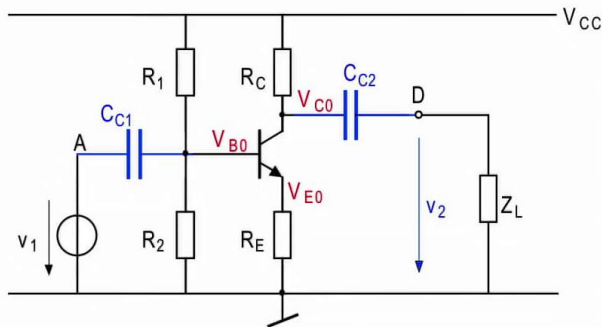 V_CC
R_1
R_C
C_C2
D
V_C0
C_C1
A
V_B0
V_E0
v_1
R_2
R_E
v_2
Z_L